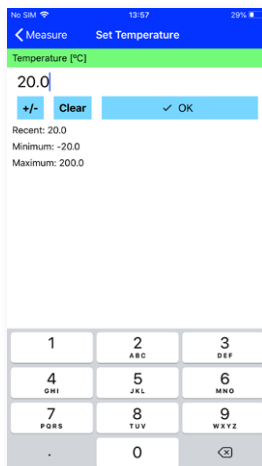 No SIM 13:57 29%
Measure Set Temperature
Temperature [ºC]
20.0
+/- Clear ✓ OK
Recent: 20.0
Minimum: -20.0
Maximum: 200.0
1 2 3
ABC DEF
4 5 6
GHI JKL MNO
7 8 9
PQRS TUV WXYZ
. 0